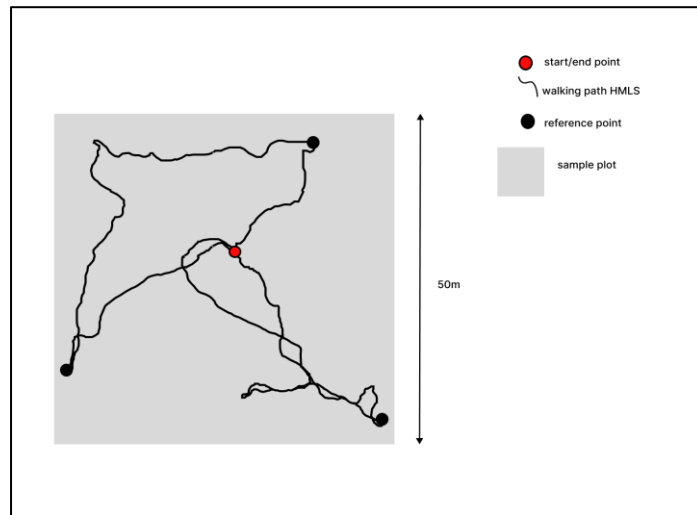 start/end point
walking path HMLS
reference point
sample plot
50m